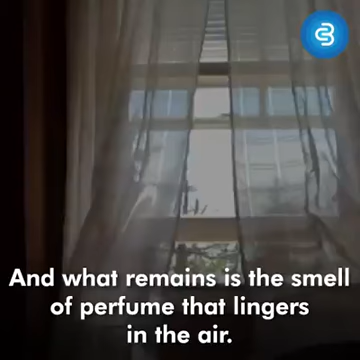 And what remains is the smell
of perfume that lingers
in the air.